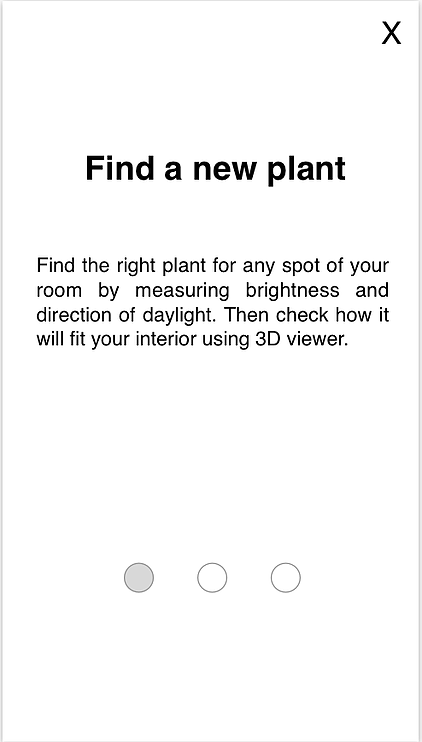 X
Find a new plant
Find the right plant for any spot of your
room by measuring brightness and
direction of daylight. Then check how it
will fit your interior using 3D viewer.